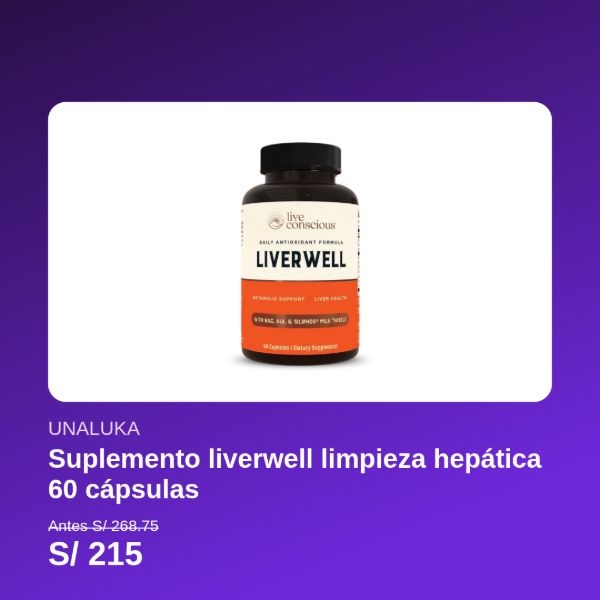 live
conscious
DAILY ANTIOXIDANT FORMULA
LIVERWELL
METABOLIC SUPPORT LIVER HEALTH
WITH NAC, ALA, & SILIPHOS® MILK THISTLE
60 Capsules | Dietary Supplement
UNALUKA
Suplemento liverwell limpieza hepática
60 cápsulas
Antes S/ 268.75
S/ 215